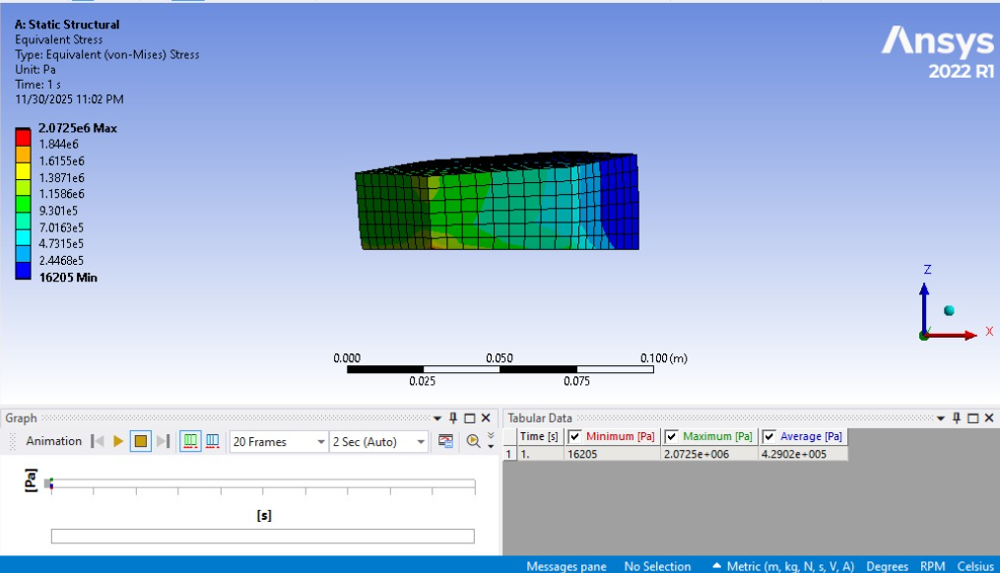 A: Static Structural
Equivalent Stress
Type: Equivalent (von-Mises) Stress
Unit: Pa
Time: 1 s
11/30/2025 11:02 PM
Ansys
2022 R1
2.0725e6 Max
1.844e6
1.6155e6
1.3871e6
1.1586e6
9.301e5
7.0163e5
4.7315e5
2.4468e5
16205 Min
Z
X
0.000 0.050 0.100 (m)
0.025 0.075
Graph
Animation 20 Frames 2 Sec (Auto)
[Pa]
[s]
Tabular Data
Time [s] Minimum [Pa] Maximum [Pa] Average [Pa]
1 1. 16205 2.0725e+006 4.2902e+005
Messages pane No Selection Metric (m, kg, N, s, V, A) Degrees RPM Celsius